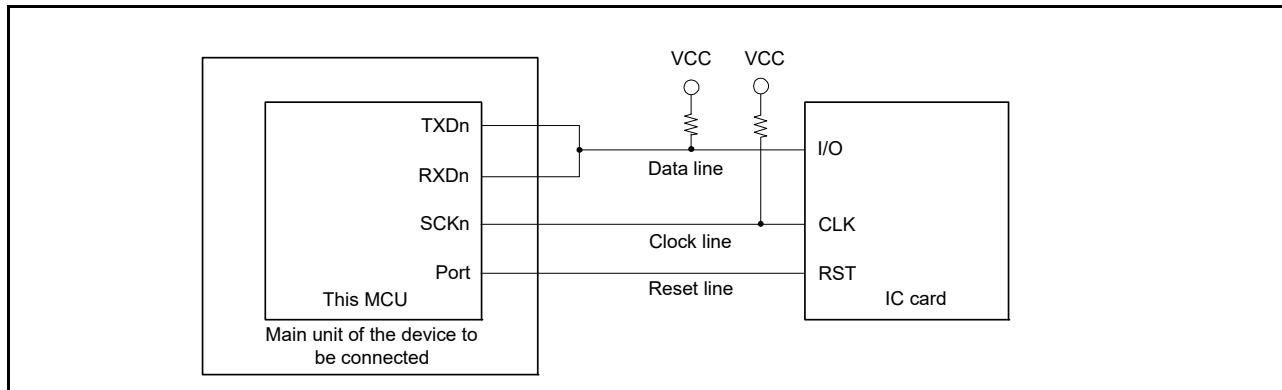 VCC
VCC
TXDn
RXDn
SCKn
Port
This MCU
Main unit of the device to
be connected
Data line
Clock line
Reset line
I/O
CLK
RST
IC card